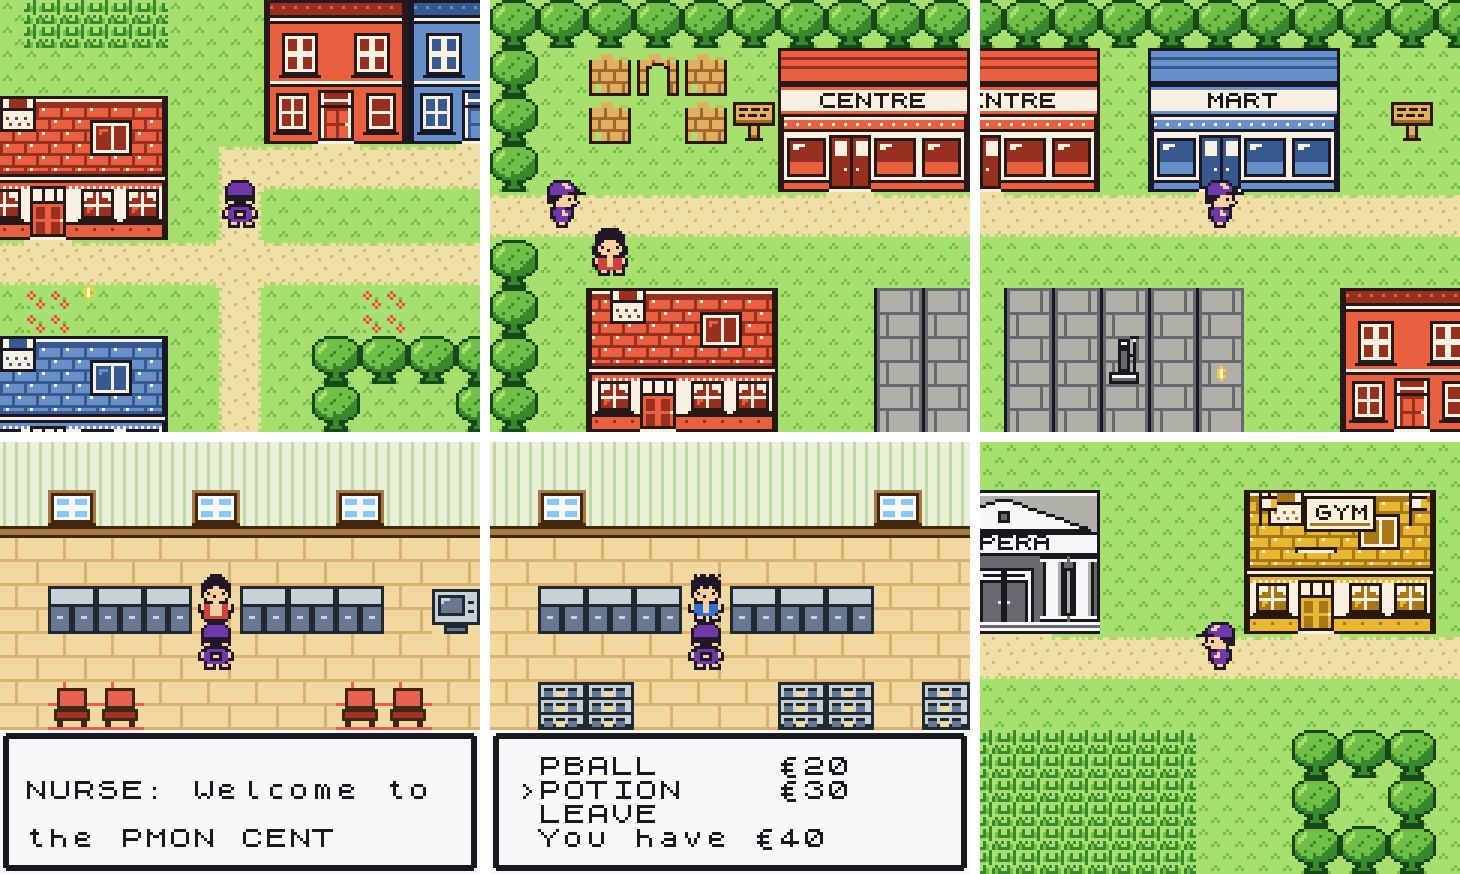 CENTRE
NTRE
MART
PERA
GYM
NURSE: Welcome to
the PMON CENT
PBALL €20
>POTION €30
LEAVE
You have €40